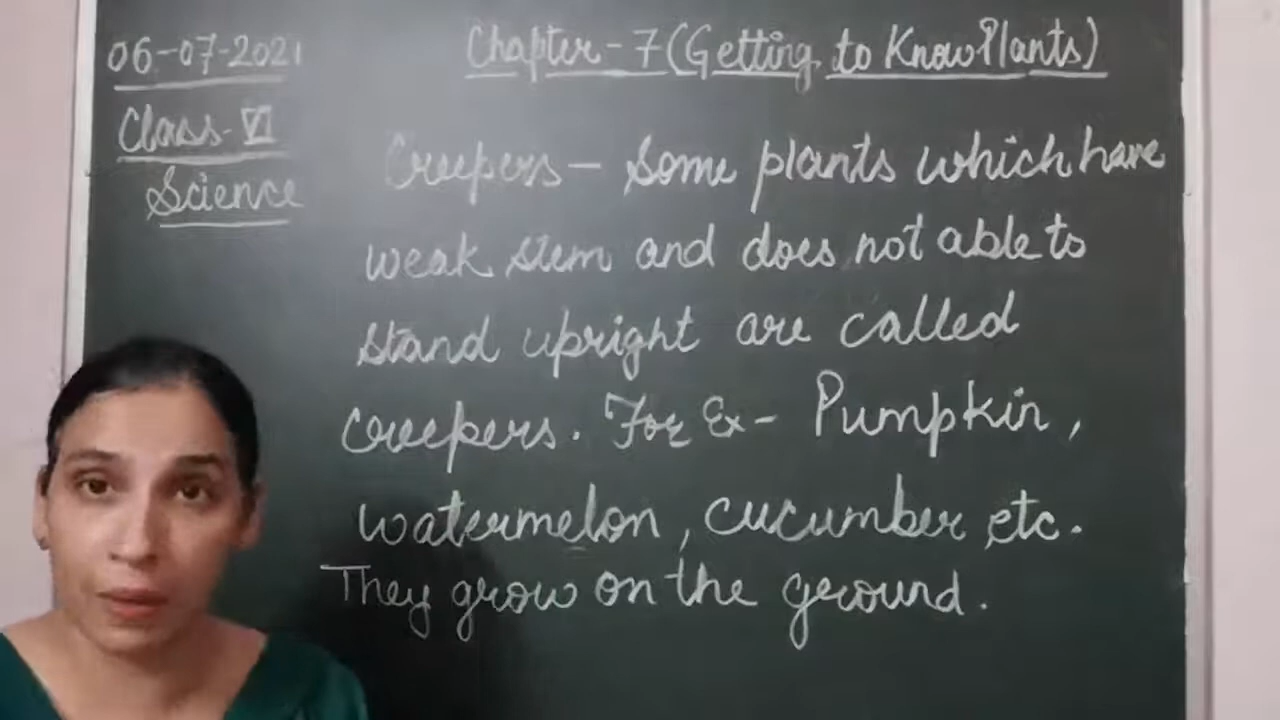 06-07-2021
Class-VI
Science
Chapter-7(Getting to Know Plants)
Creepers - Some plants which have
weak stem and does not able to
stand upright are called
creepers. For Ex- Pumpkin,
watermelon, cucumber etc.
They grow on the ground.